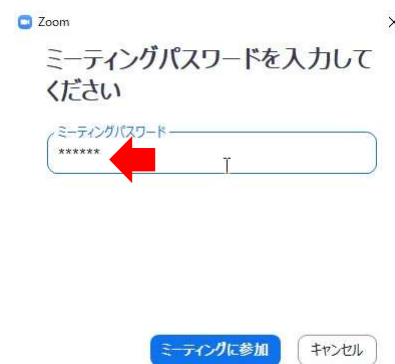 Zoom
ミーティングパスワードを入力して
ください
ミーティングパスワード
******
ミーティングに参加
キャンセル